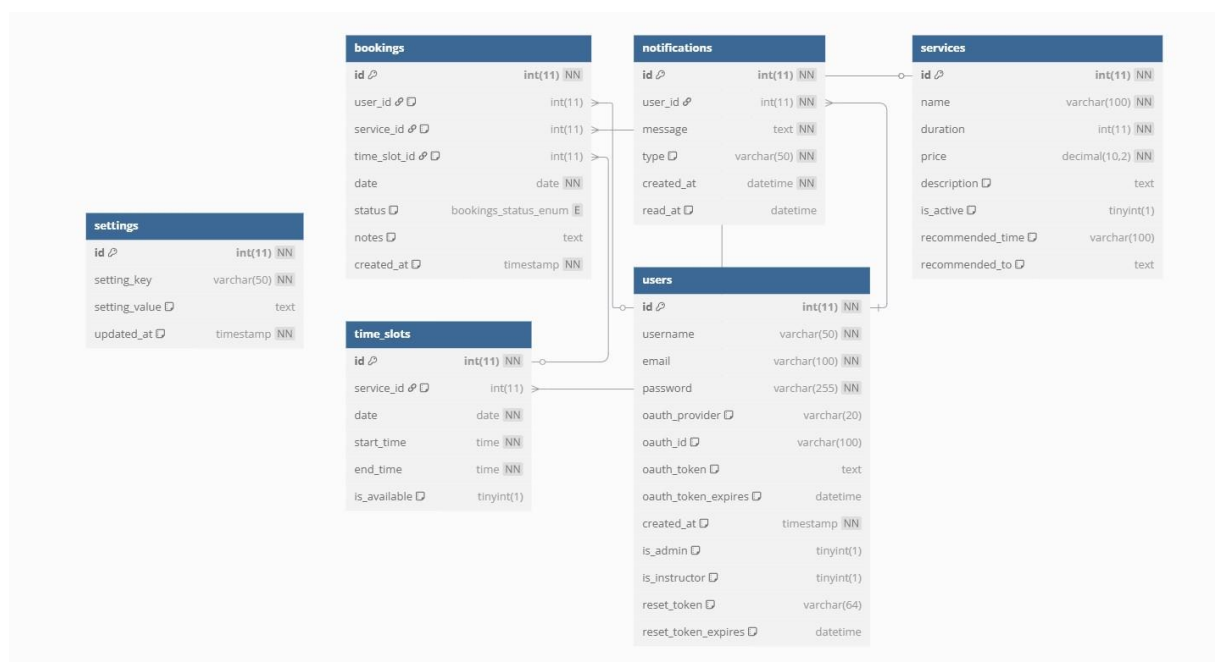 bookings
id int(11) NN
user_id int(11)
service_id int(11)
time_slot_id int(11)
date date NN
status bookings_status_enum E
notes text
created_at timestamp NN
notifications
id int(11) NN
user_id int(11) NN
message text NN
type varchar(50) NN
created_at datetime NN
read_at datetime
services
id int(11) NN
name varchar(100) NN
duration int(11) NN
price decimal(10,2) NN
description text
is_active tinyint(1)
recommended_time varchar(100)
recommended_to text
settings
id int(11) NN
setting_key varchar(50) NN
setting_value text
updated_at timestamp NN
time_slots
id int(11) NN
service_id int(11)
date date NN
start_time time NN
end_time time NN
is_available tinyint(1)
users
id int(11) NN
username varchar(50) NN
email varchar(100) NN
password varchar(255) NN
oauth_provider varchar(20)
oauth_id varchar(100)
oauth_token text
oauth_token_expires datetime
created_at timestamp NN
is_admin tinyint(1)
is_instructor tinyint(1)
reset_token varchar(64)
reset_token_expires datetime